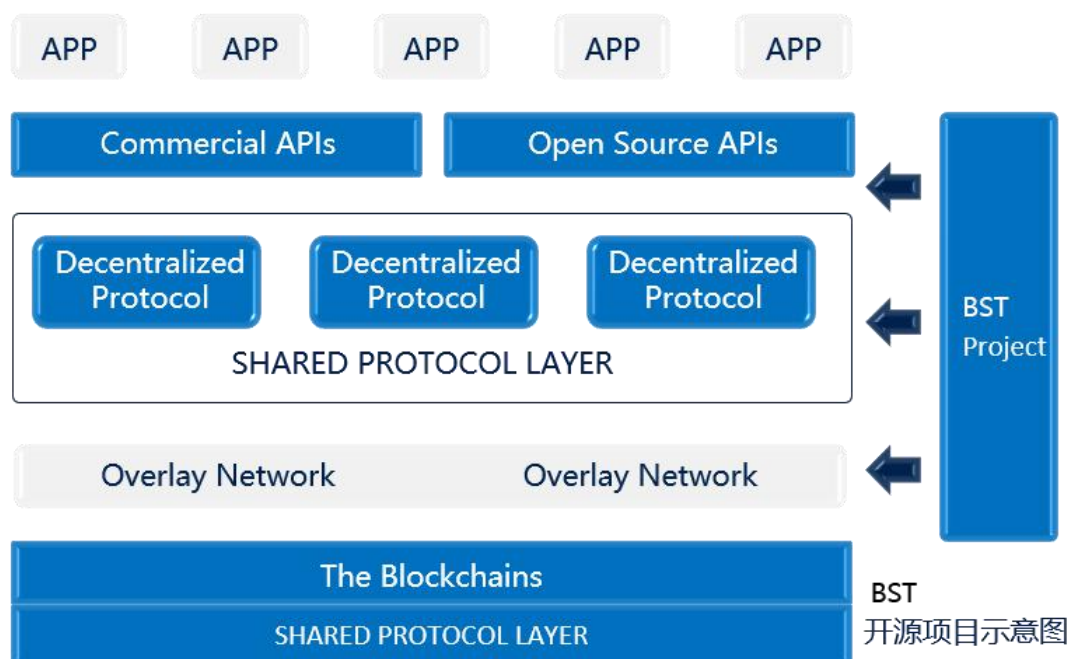 APP APP APP APP APP
Commercial APIs Open Source APIs
Decentralized Protocol
Decentralized Protocol
Decentralized Protocol
SHARED PROTOCOL LAYER
BST
Project
Overlay Network Overlay Network
The Blockchains
SHARED PROTOCOL LAYER
BST
开源项目示意图